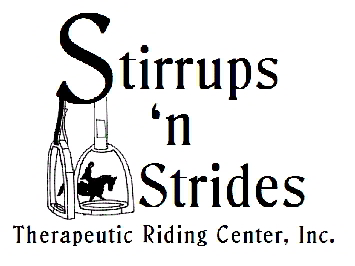 Stirrups
'n
Strides
Therapeutic Riding Center, Inc.